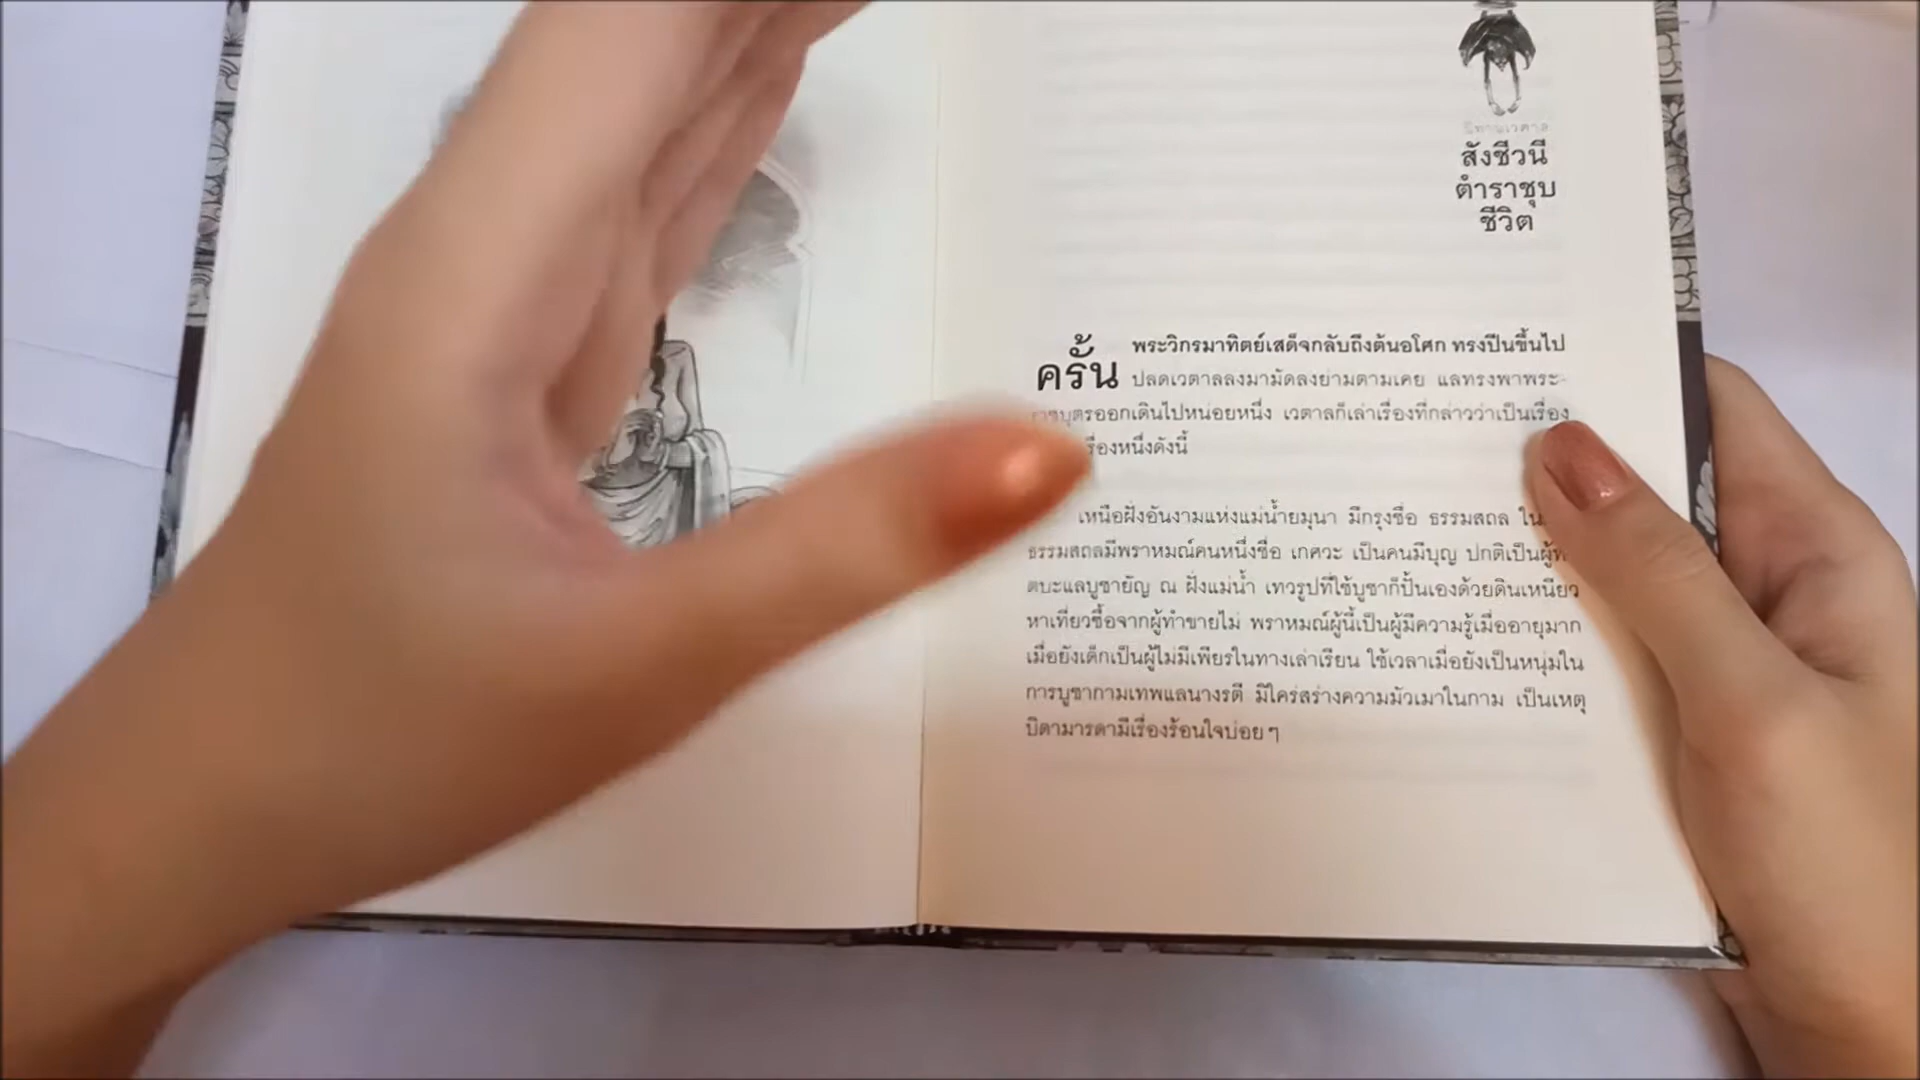 นิทานเวตาล
สังชีวนี
ตำราชุบ
ชีวิต
ครั้น พระวิกรมาทิตย์เสด็จกลับถึงต้นอโศก ทรงปีนขึ้นไป
ปลดเวตาลลงมามัดลงย่ามตามเคย แลทรงพาพระ-
ราชบุตรออกเดินไปหน่อยหนึ่ง เวตาลก็เล่าเรื่องที่กล่าวว่าเป็นเรื่อง
เรื่องหนึ่งดังนี้
เหนือฝั่งอันงามแห่งแม่น้ำยมุนา มีกรุงชื่อ ธรรมสถล ใน
ธรรมสถลมีพราหมณ์คนหนึ่งชื่อ เกศวะ เป็นคนมีบุญ ปกติเป็นผู้
ตบะแลบูชายัญ ณ ฝั่งแม่น้ำ เทวรูปที่ใช้บูชาก็ปั้นเองด้วยดินเหนียว
หาเที่ยวซื้อจากผู้ทำขายไม่ พราหมณ์ผู้นี้เป็นผู้มีความรู้เมื่ออายุมาก
เมื่อยังเด็กเป็นผู้ไม่มีเพียรในทางเล่าเรียน ใช้เวลาเมื่อยังเป็นหนุ่มใน
การบูชากามเทพแลนางรตี มิใคร่สร่างความมัวเมาในกาม เป็นเหตุ
บิดามารดามีเรื่องร้อนใจบ่อยๆ